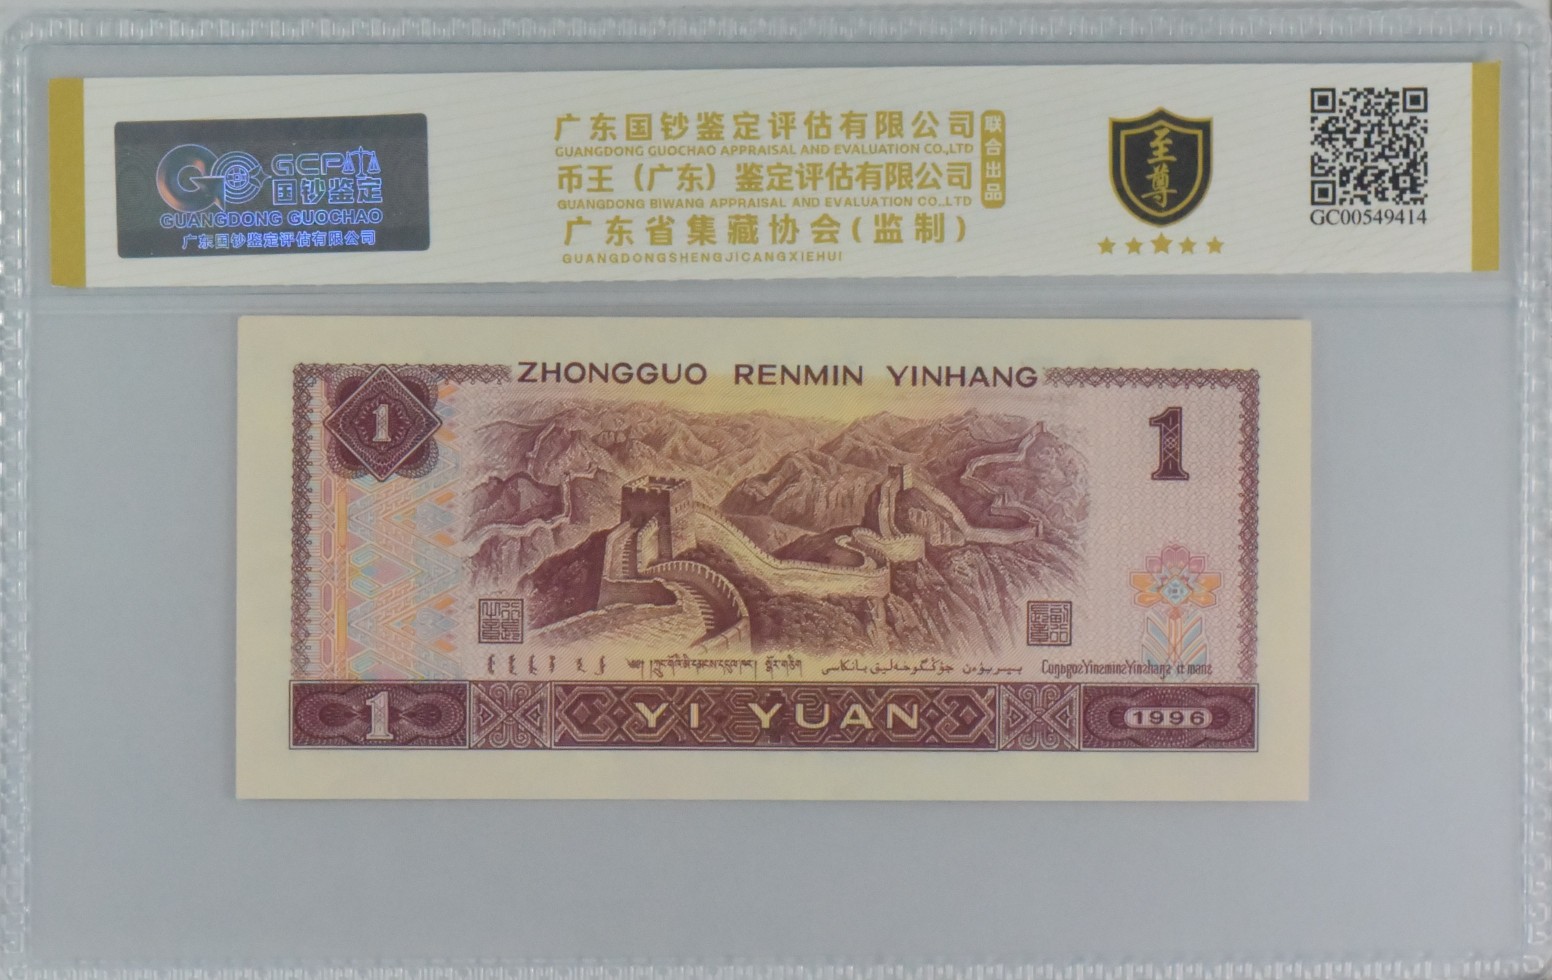 GCP
国钞鉴定
GUANGDONG GUOCHAO
广东国钞鉴定评估有限公司
广东国钞鉴定评估有限公司
GUANGDONG GUOCHAO APPRAISAL AND EVALUATION CO.,LTD
币王（广东）鉴定评估有限公司
GUANGDONG BIWANG APPRAISAL AND EVALUATION CO.,LTD
广东省集藏协会(监制)
GUANGDONGSHENGJICANGXIEHUI
联合出品
至尊
GC00549414
ZHONGGUO RENMIN YINHANG
1
1
1
YI YUAN
1996